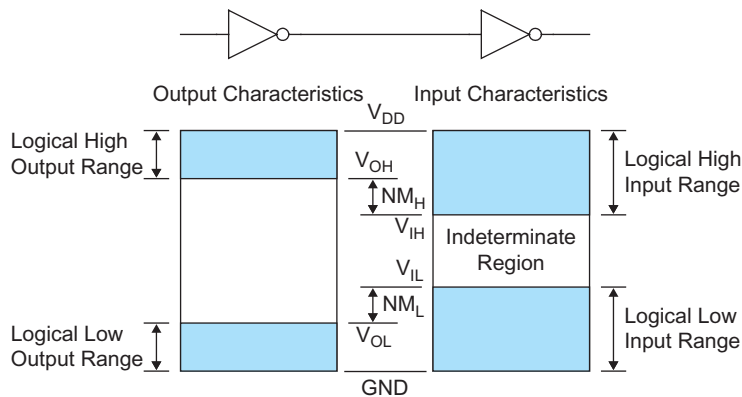 Output Characteristics
Input Characteristics
V_DD
Logical High
Output Range
V_OH
NM_H
V_IH
Logical High
Input Range
Indeterminate
Region
V_IL
NM_L
V_OL
Logical Low
Output Range
Logical Low
Input Range
GND